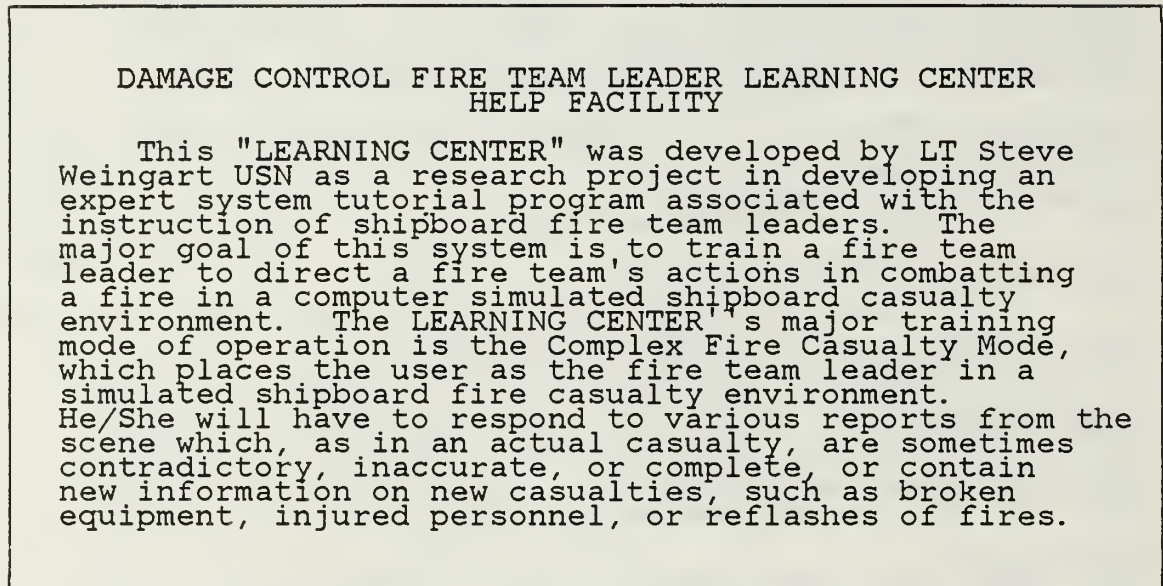 DAMAGE CONTROL FIRE TEAM LEADER LEARNING CENTER
HELP FACILITY
This "LEARNING CENTER" was developed by LT Steve
Weingart USN as a research project in developing an
expert system tutorial program associated with the
instruction of shipboard fire team leaders. The
major goal of this system is to train a fire team
leader to direct a fire team's actions in combatting
a fire in a computer simulated shipboard casualty
environment. The LEARNING CENTER''s major training
mode of operation is the Complex Fire Casualty Mode,
which places the user as the fire team leader in a
simulated shipboard fire casualty environment.
He/She will have to respond to various reports from the
scene which, as in an actual casualty, are sometimes
contradictory, inaccurate, or complete, or contain
new information on new casualties, such as broken
equipment, injured personnel, or reflashes of fires.